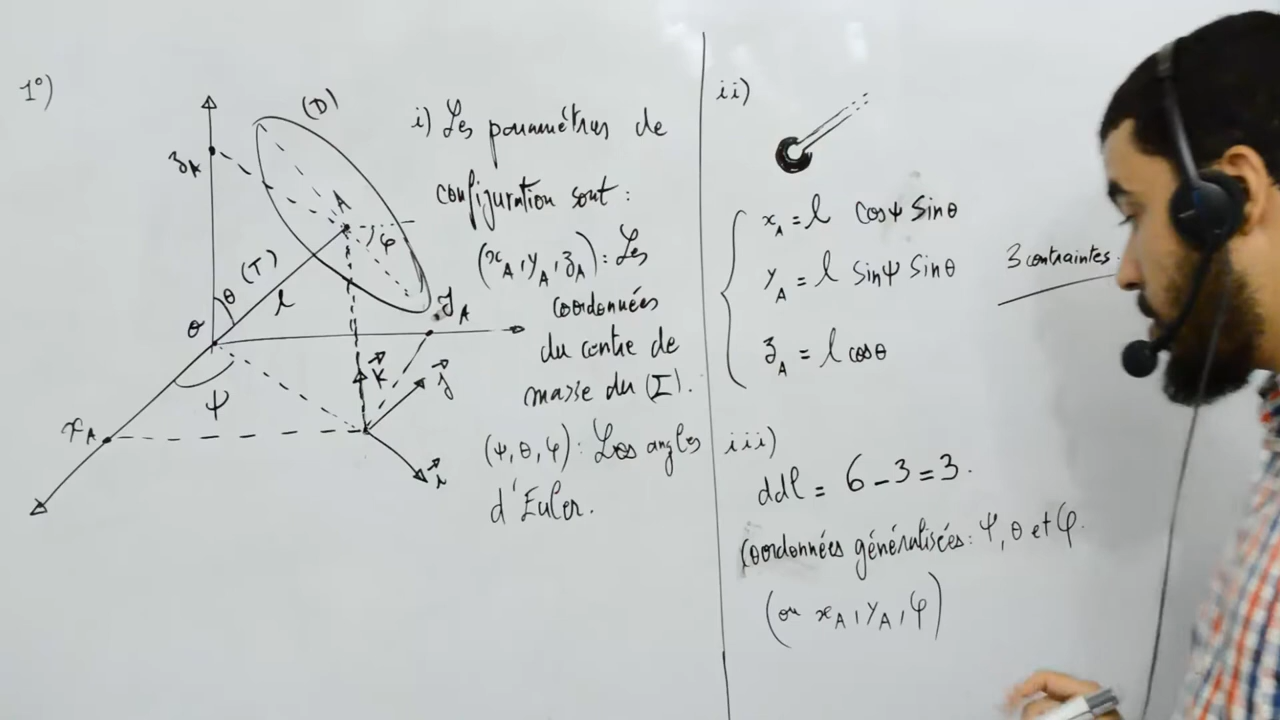 1°)
(D)
z_A
A
φ
θ
(T)
l
O
y_A
ψ
k⃗
j⃗
x_A
i⃗
i) Les paramétres de
configuration sont :
(x_A, y_A, z_A) : Les
coordonnées
du centre de
masse du (Σ).
(ψ, θ, φ) : Les angles
d'Euler.
ii)
x_A = l cosψ sinθ
y_A = l sinψ sinθ
z_A = l cosθ
3 contraintes.
iii)
ddl = 6 - 3 = 3.
Coordonnées généralisées : ψ, θ et φ.
(ou x_A, y_A, φ)